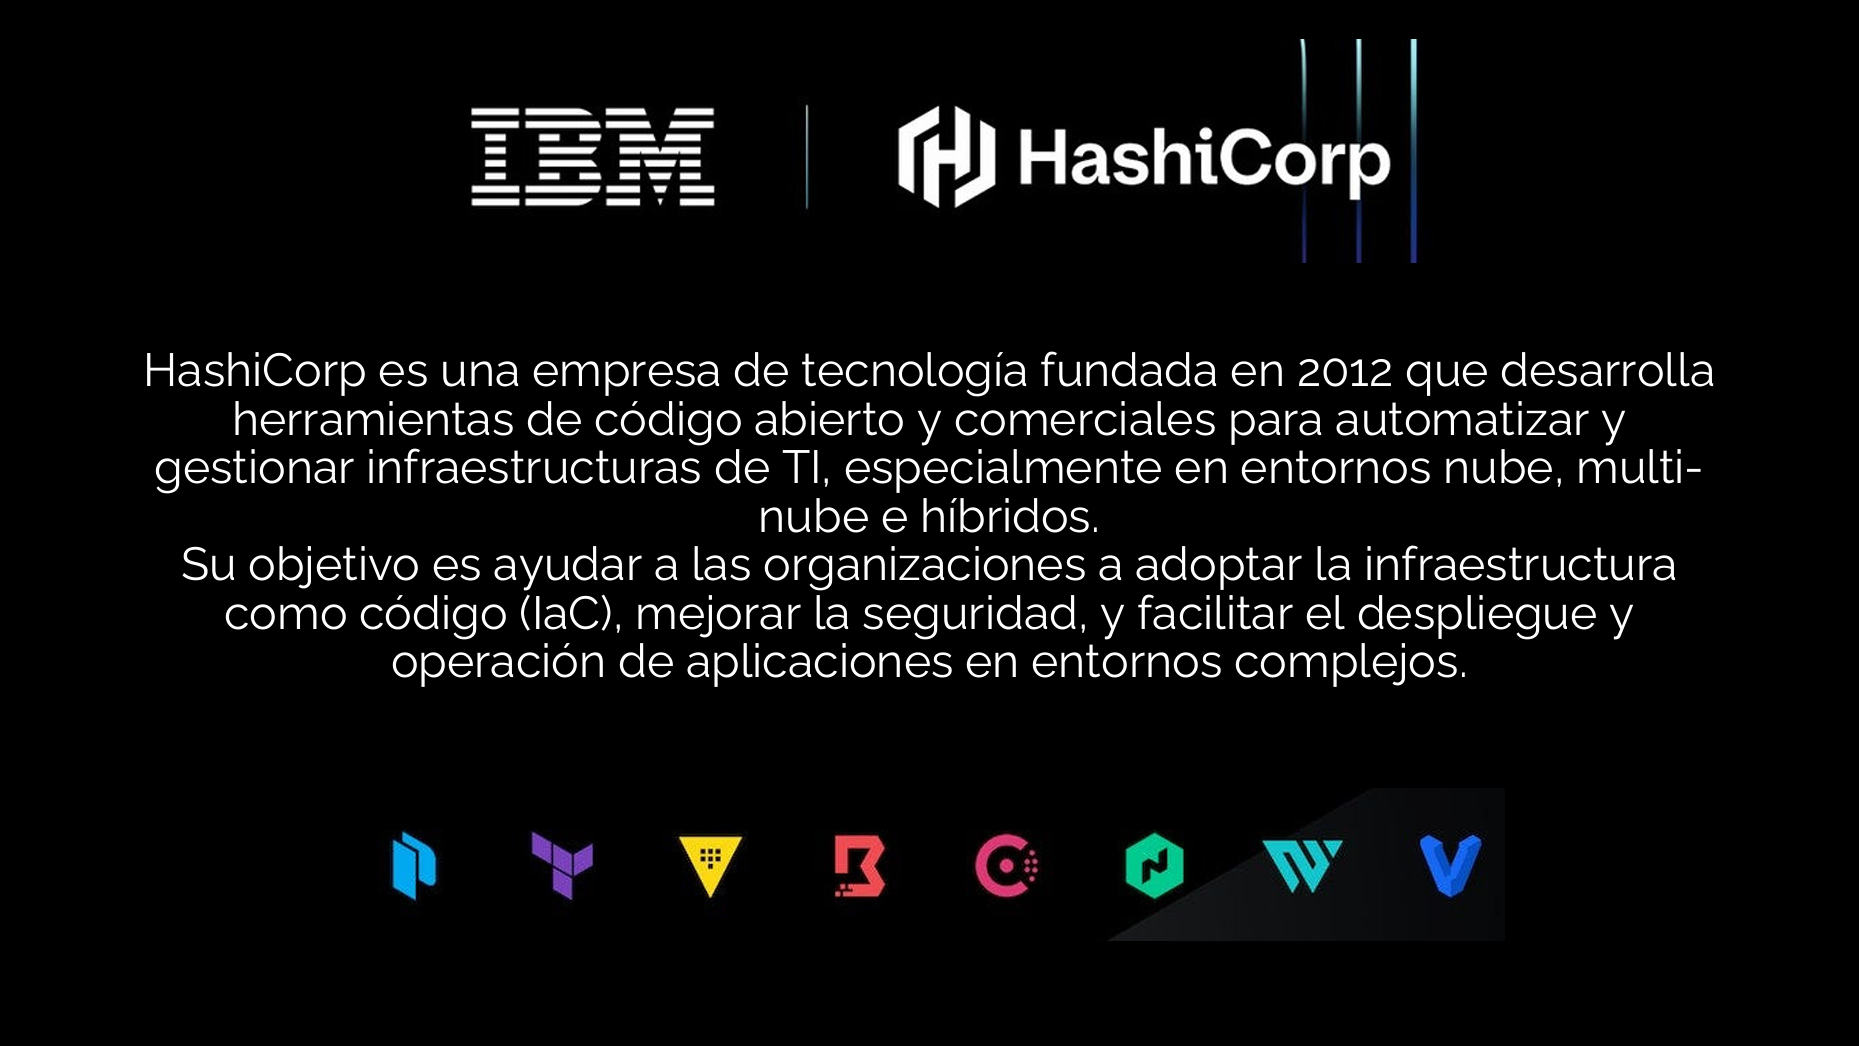 IBM
HashiCorp
HashiCorp es una empresa de tecnología fundada en 2012 que desarrolla
herramientas de código abierto y comerciales para automatizar y
gestionar infraestructuras de TI, especialmente en entornos nube, multi-
nube e híbridos.
Su objetivo es ayudar a las organizaciones a adoptar la infraestructura
como código (IaC), mejorar la seguridad, y facilitar el despliegue y
operación de aplicaciones en entornos complejos.